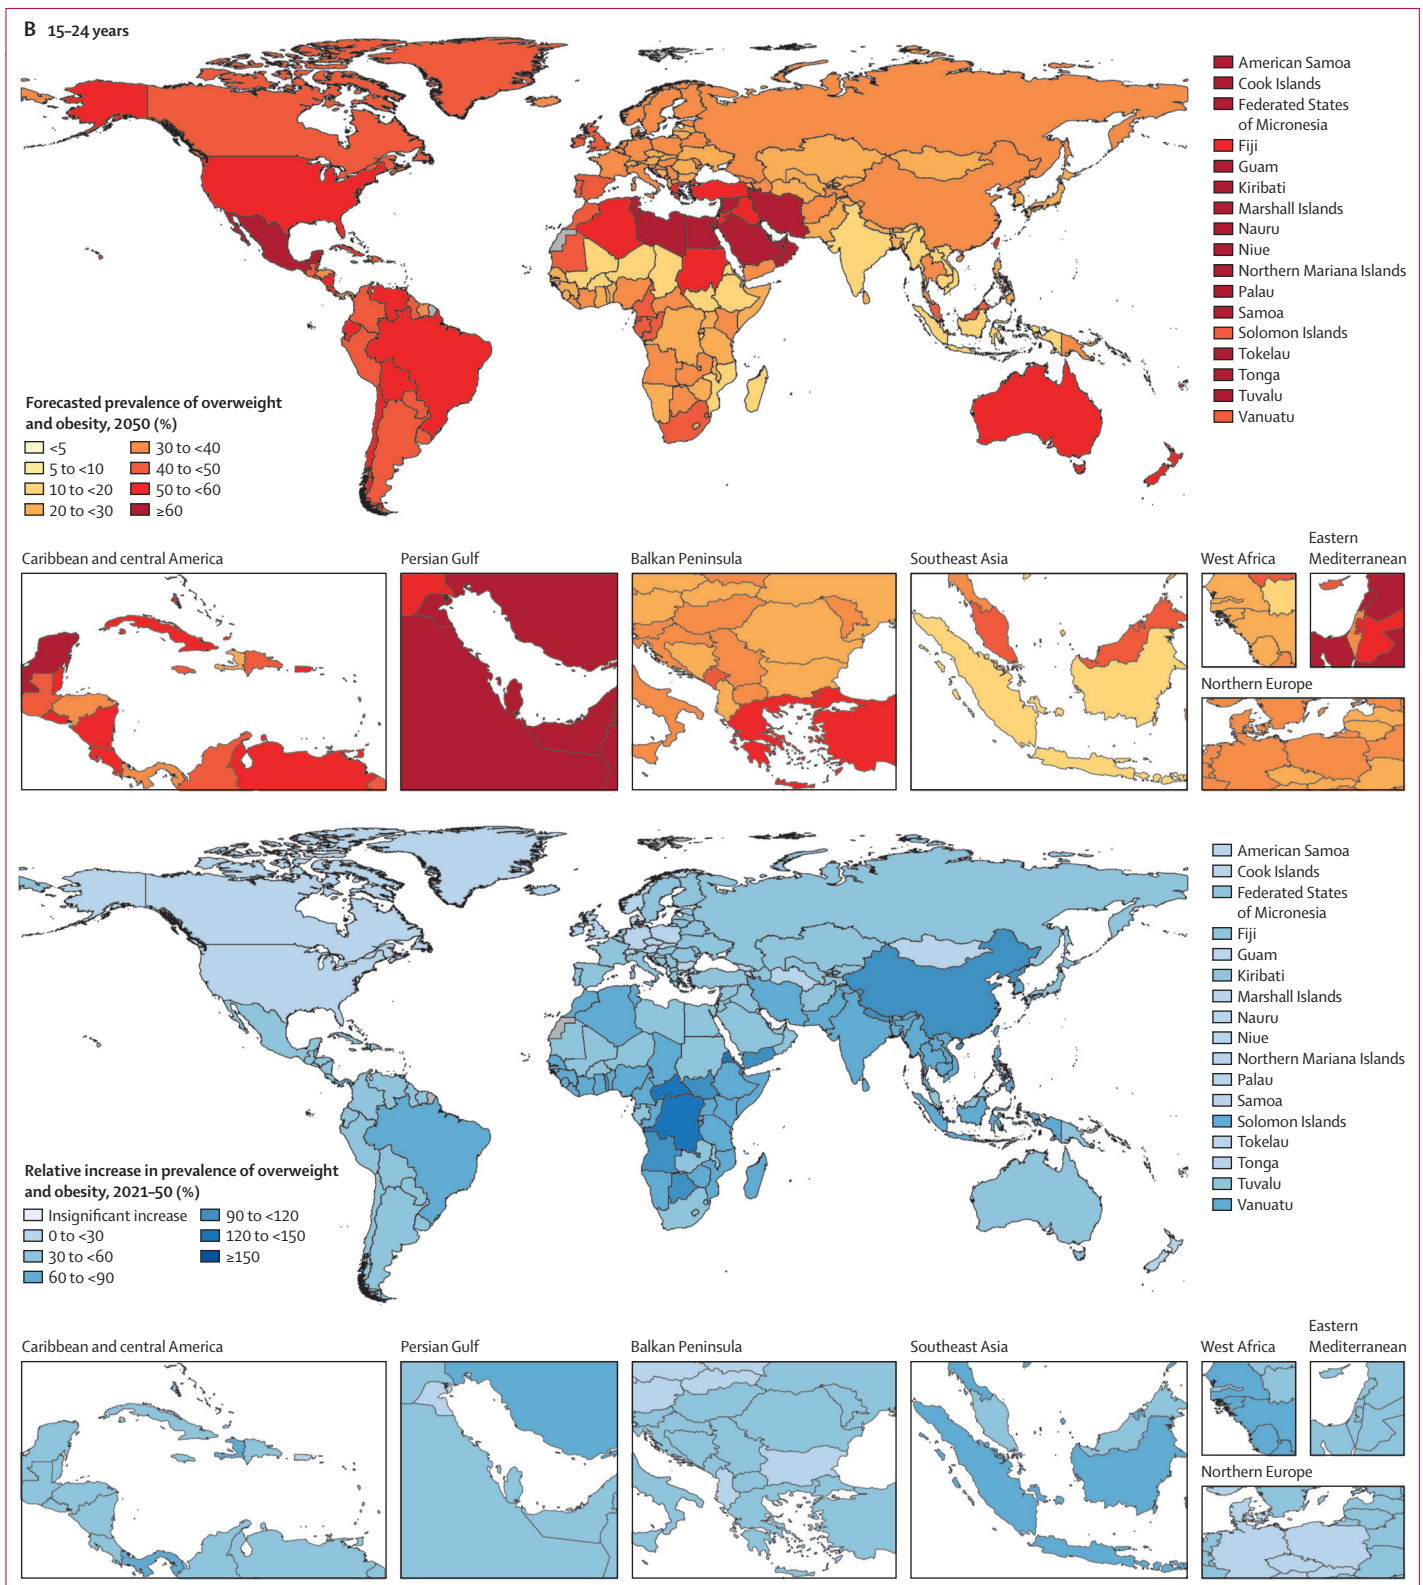 B 15–24 years
American Samoa
Cook Islands
Federated States
of Micronesia
Fiji
Guam
Kiribati
Marshall Islands
Nauru
Niue
Northern Mariana Islands
Palau
Samoa
Solomon Islands
Tokelau
Tonga
Tuvalu
Vanuatu
Forecasted prevalence of overweight
and obesity, 2050 (%)
<5
5 to <10
10 to <20
20 to <30
30 to <40
40 to <50
50 to <60
≥60
Caribbean and central America
Persian Gulf
Balkan Peninsula
Southeast Asia
West Africa
Eastern
Mediterranean
Northern Europe
American Samoa
Cook Islands
Federated States
of Micronesia
Fiji
Guam
Kiribati
Marshall Islands
Nauru
Niue
Northern Mariana Islands
Palau
Samoa
Solomon Islands
Tokelau
Tonga
Tuvalu
Vanuatu
Relative increase in prevalence of overweight
and obesity, 2021–50 (%)
Insignificant increase
0 to <30
30 to <60
60 to <90
90 to <120
120 to <150
≥150
Caribbean and central America
Persian Gulf
Balkan Peninsula
Southeast Asia
West Africa
Eastern
Mediterranean
Northern Europe